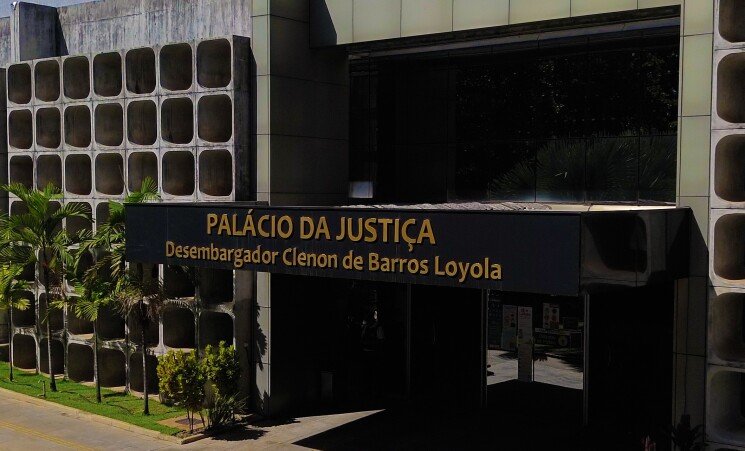 PALÁCIO DA JUSTIÇA
Desembargador Clenon de Barros Loyola